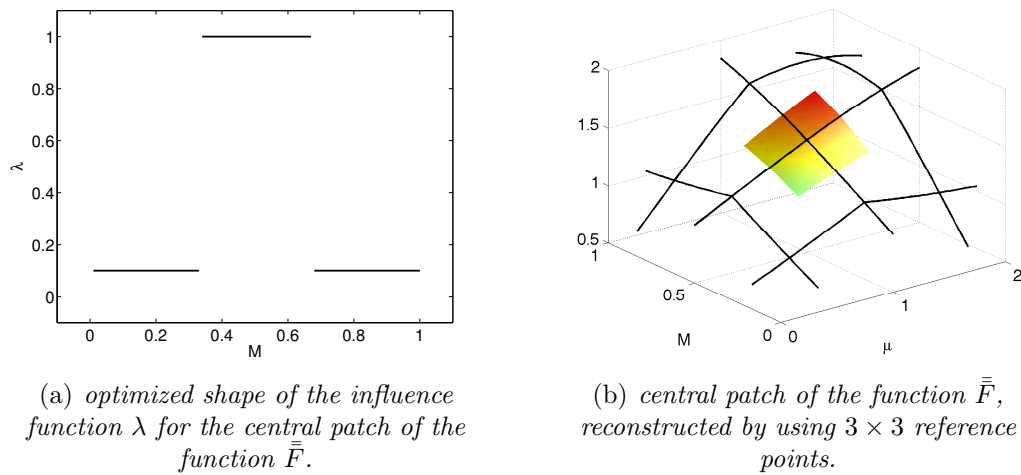 1
0.8
0.6
0.4
0.2
0
λ
0 0.2 0.4 0.6 0.8 1
M
2
1.5
1
0.5
1
0.5
0
M
0
1
2
μ
(a) optimized shape of the influence
function λ for the central patch of the
function F̿.
(b) central patch of the function F̿,
reconstructed by using 3 × 3 reference
points.